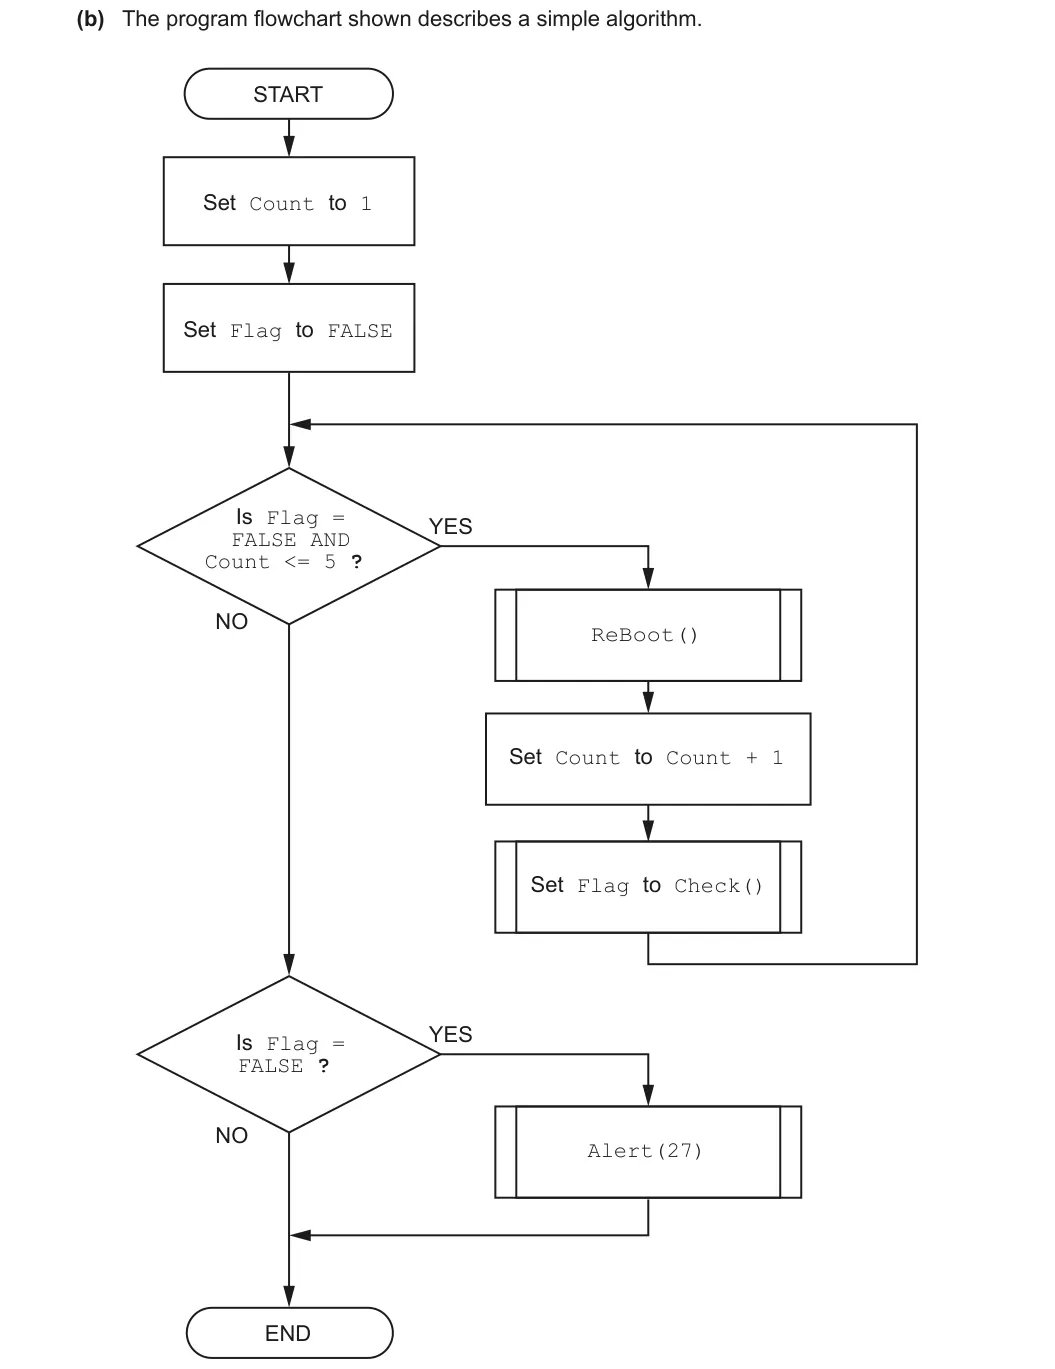 (b) The program flowchart shown describes a simple algorithm.
START
Set Count to 1
Set Flag to FALSE
Is Flag =
FALSE AND
Count <= 5 ?
YES
NO
ReBoot()
Set Count to Count + 1
Set Flag to Check()
Is Flag =
FALSE ?
YES
NO
Alert(27)
END